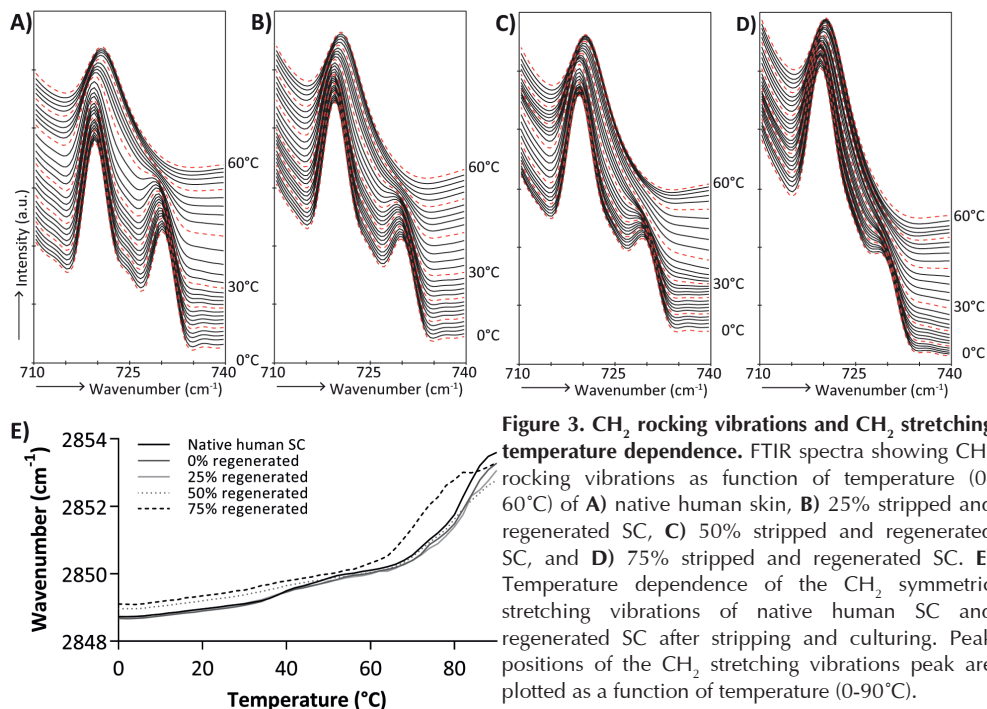 A)
B)
C)
D)
Intensity (a.u.)
60°C
30°C
0°C
60°C
30°C
0°C
60°C
30°C
0°C
60°C
30°C
0°C
710 725 740
710 725 740
710 725 740
710 725 740
Wavenumber (cm⁻¹)
Wavenumber (cm⁻¹)
Wavenumber (cm⁻¹)
Wavenumber (cm⁻¹)
E)
Wavenumber (cm⁻¹)
2854
2852
2850
2848
Native human SC
0% regenerated
25% regenerated
50% regenerated
75% regenerated
0 20 40 60 80
Temperature (°C)
Figure 3. CH₂ rocking vibrations and CH₂ stretching
temperature dependence. FTIR spectra showing CH
rocking vibrations as function of temperature (0
60°C) of A) native human skin, B) 25% stripped and
regenerated SC, C) 50% stripped and regenerated
SC, and D) 75% stripped and regenerated SC. E
Temperature dependence of the CH₂ symmetric
stretching vibrations of native human SC and
regenerated SC after stripping and culturing. Peak
positions of the CH₂ stretching vibrations peak are
plotted as a function of temperature (0-90°C).